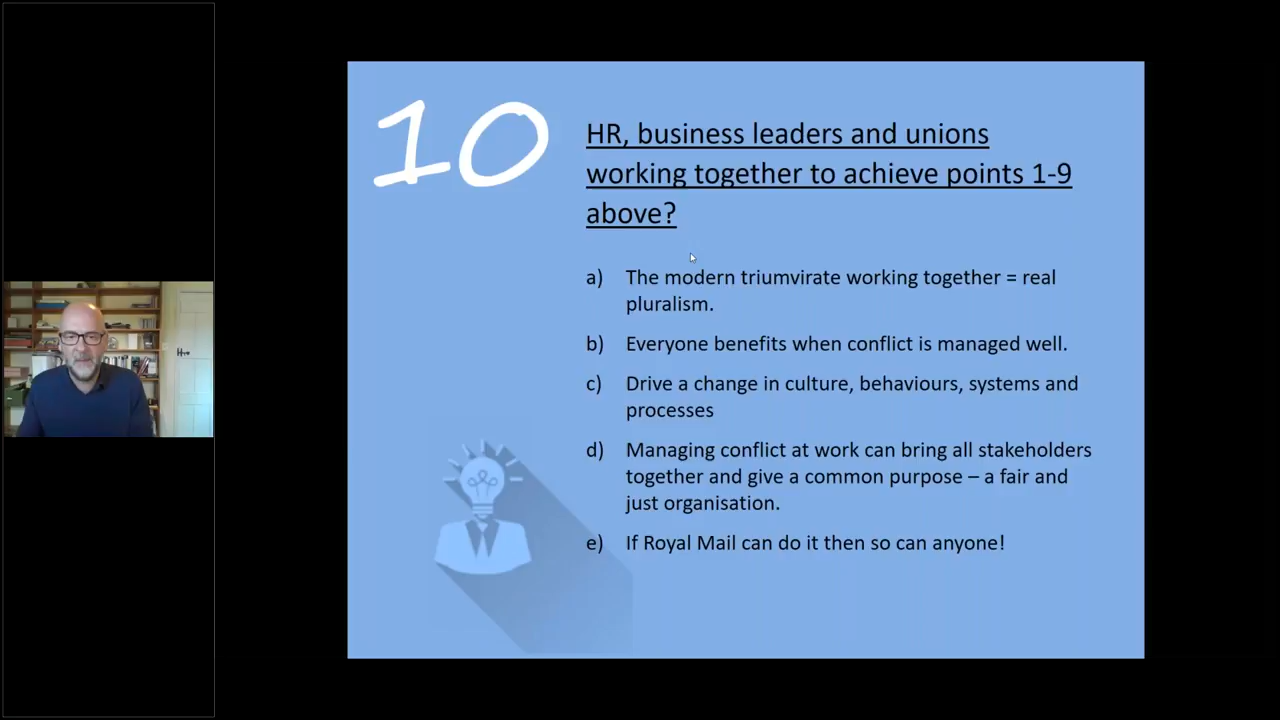 10
HR, business leaders and unions
working together to achieve points 1-9
above?
a) The modern triumvirate working together = real
pluralism.
b) Everyone benefits when conflict is managed well.
c) Drive a change in culture, behaviours, systems and
processes
d) Managing conflict at work can bring all stakeholders
together and give a common purpose – a fair and
just organisation.
e) If Royal Mail can do it then so can anyone!